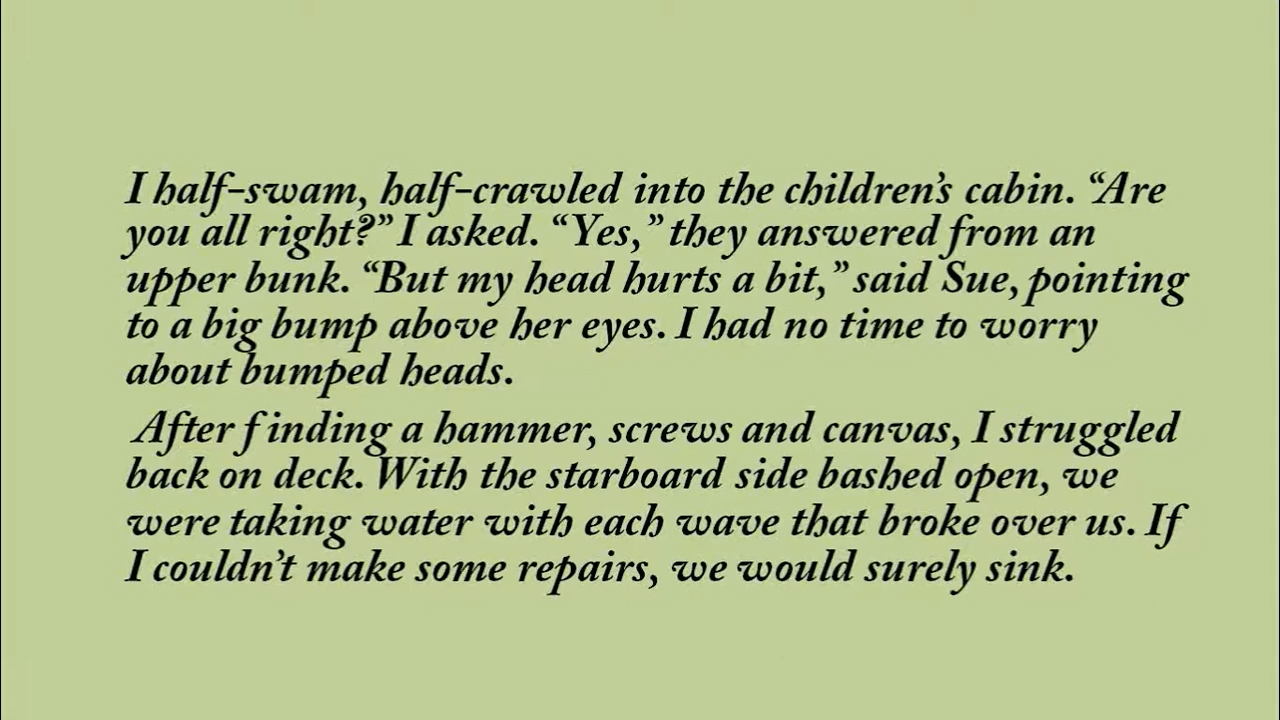 I half-swam, half-crawled into the children’s cabin. “Are
you all right?” I asked. “Yes,” they answered from an
upper bunk. “But my head hurts a bit,” said Sue, pointing
to a big bump above her eyes. I had no time to worry
about bumped heads.
After finding a hammer, screws and canvas, I struggled
back on deck. With the starboard side bashed open, we
were taking water with each wave that broke over us. If
I couldn’t make some repairs, we would surely sink.